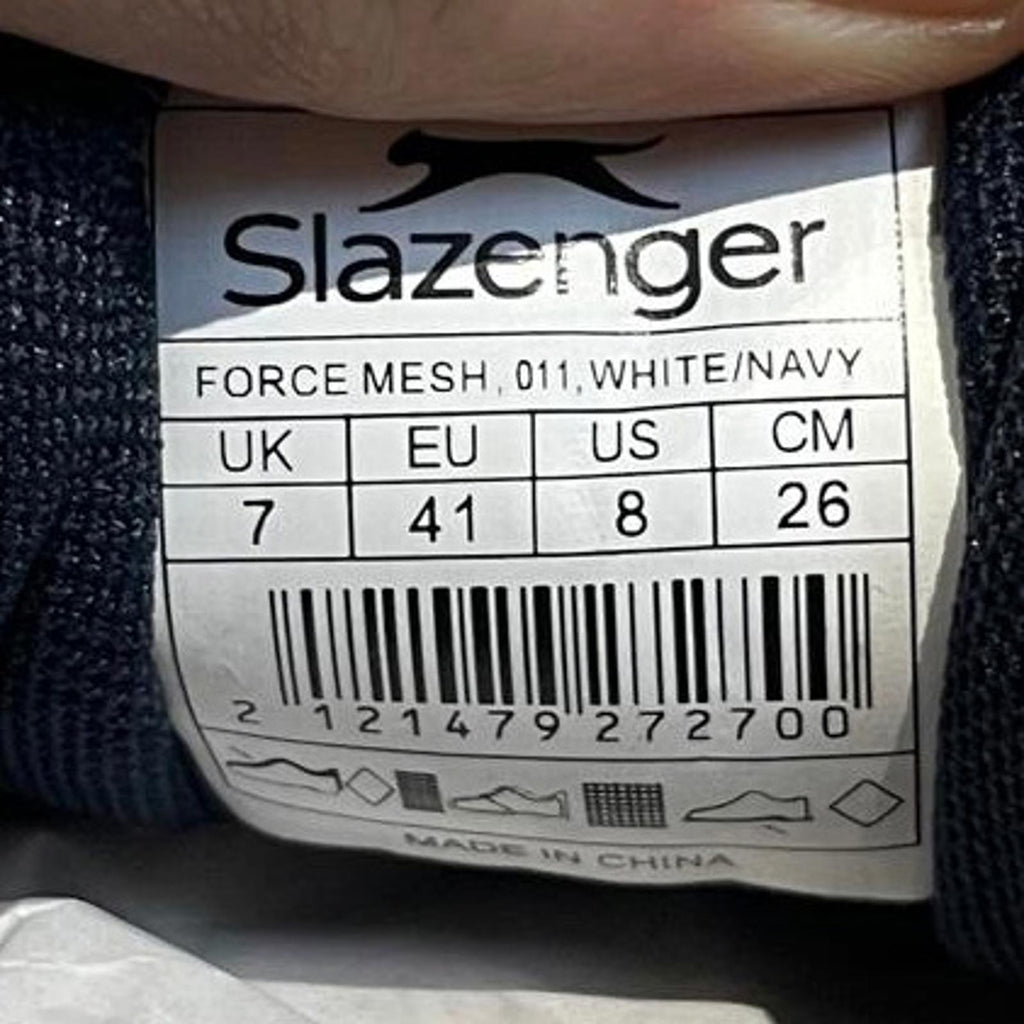 Slazenger
FORCE MESH, 011, WHITE/NAVY
UK EU US CM
7 41 8 26
2 121479 272700
MADE IN CHINA